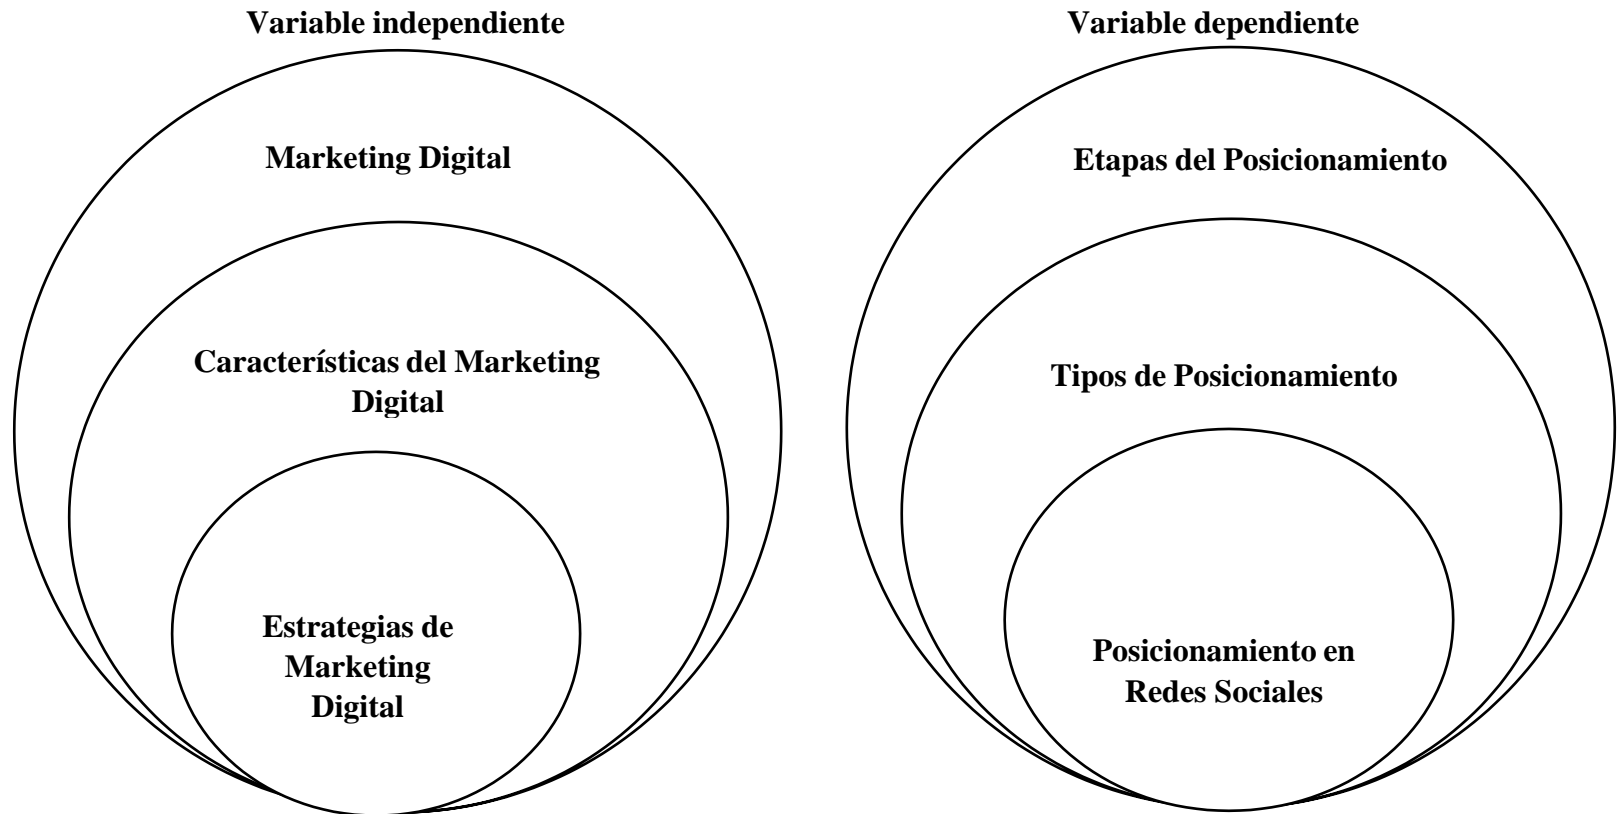 Variable independiente
Marketing Digital
Característícas del Marketing
Digital
Estrategias de
Marketing
Digital
Variable dependiente
Etapas del Posicionamiento
Tipos de Posicionamiento
Posicionamiento en
Redes Sociales